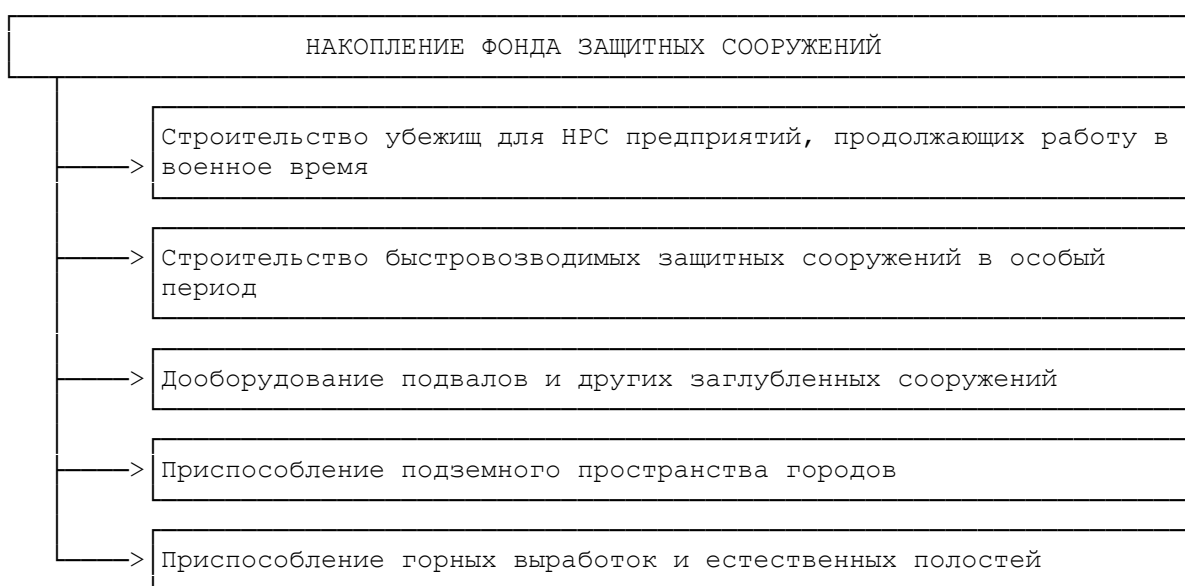 НАКОПЛЕНИЕ ФОНДА ЗАЩИТНЫХ СООРУЖЕНИЙ
Строительство убежищ для НРС предприятий, продолжающих работу в
военное время
Строительство быстровозводимых защитных сооружений в особый
период
Дооборудование подвалов и других заглубленных сооружений
Приспособление подземного пространства городов
Приспособление горных выработок и естественных полостей